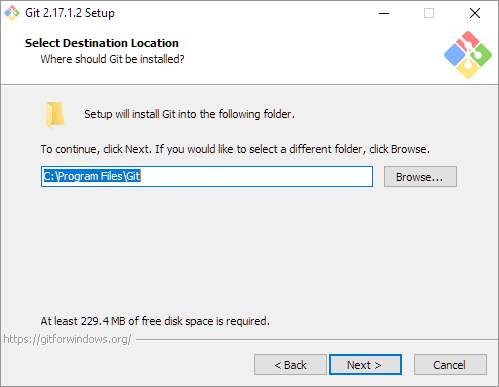 Git 2.17.1.2 Setup
Select Destination Location
Where should Git be installed?
Setup will install Git into the following folder.
To continue, click Next. If you would like to select a different folder, click Browse.
C:\Program Files\Git
Browse...
At least 229.4 MB of free disk space is required.
https://gitforwindows.org/
< Back
Next >
Cancel